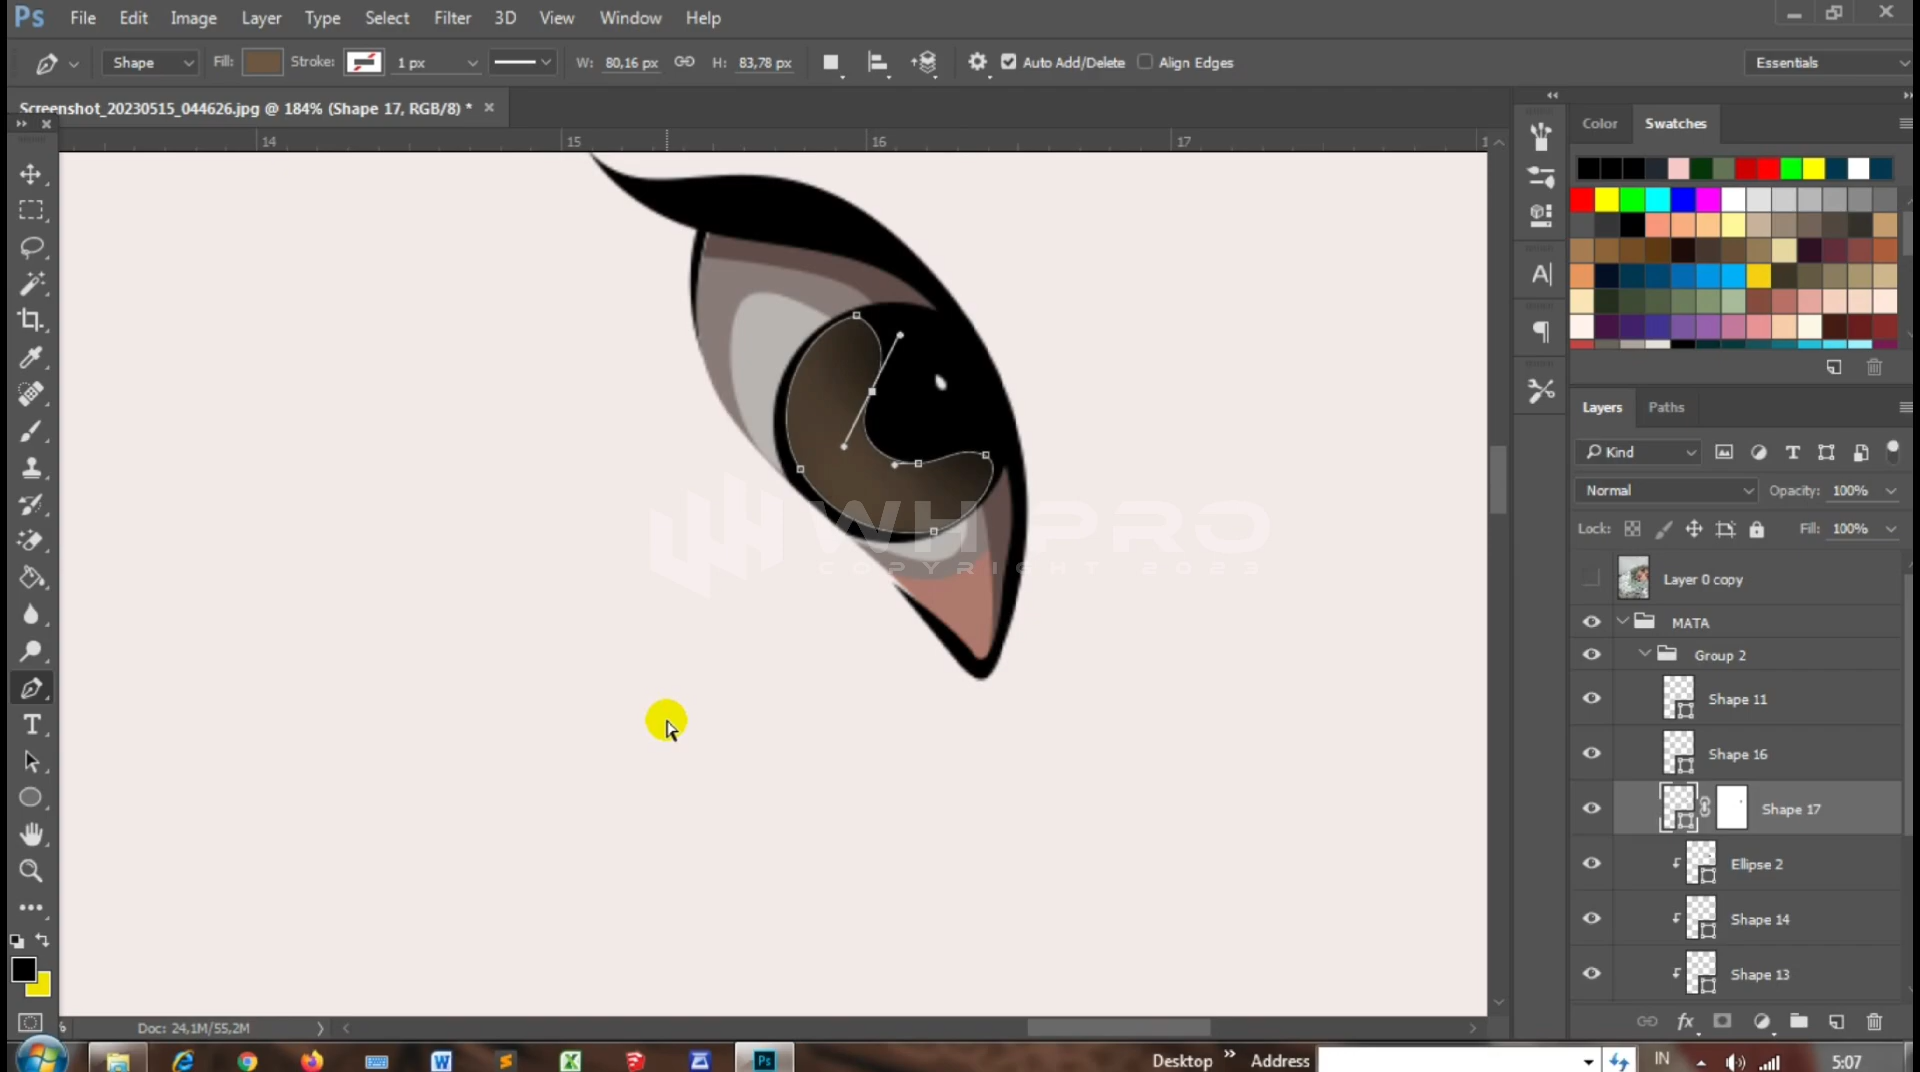 Ps File Edit Image Layer Type Select Filter 3D View Window Help
Shape Fill: Stroke: 1 px W: 80,16 px H: 83,78 px Auto Add/Delete Align Edges Essentials
Screenshot_20230515_044626.jpg @ 184% (Shape 17, RGB/8) *
14 15 16 17
Color Swatches
Layers Paths
Kind
Normal Opacity: 100%
Lock: Fill: 100%
Layer 0 copy
MATA
Group 2
Shape 11
Shape 16
Shape 17
Ellipse 2
Shape 14
Shape 13
fx
COPYRIGHT 2023
% Doc: 24,1M/55,2M
Desktop Address IN 5:07